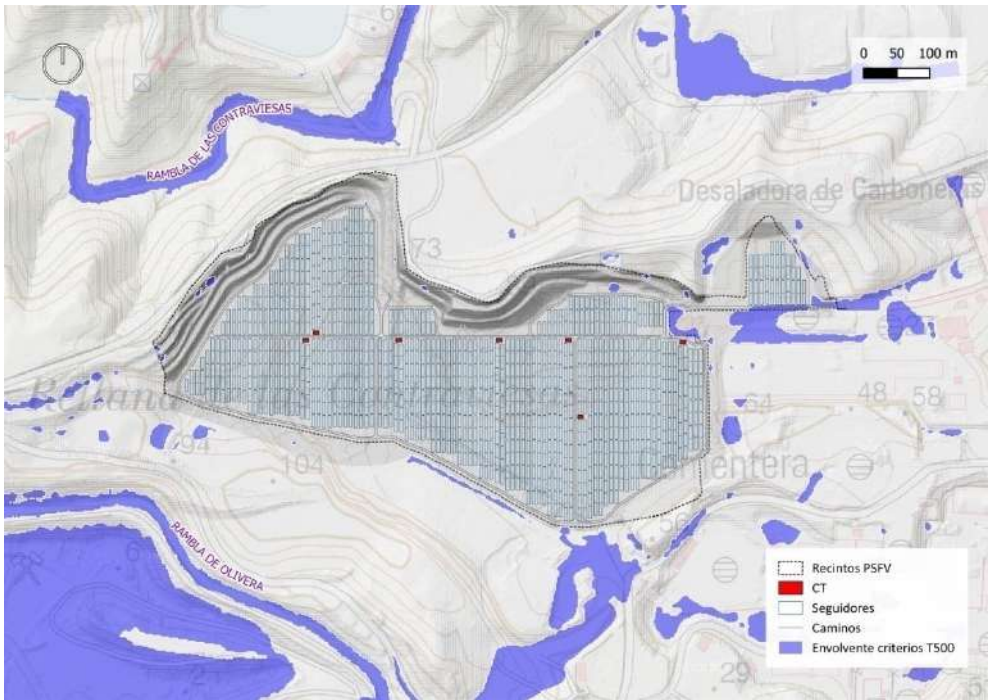 0 50 100 m
RAMBLA DE LAS CONTRAVIESAS
Desaladora de Carboneras
73
Rellana de las Contraviesas
54
48
58
94
104
56
RAMBLA DE OLIVERA
21
29
Recintos PSFV
CT
Seguidores
Caminos
Envolvente criterios T500